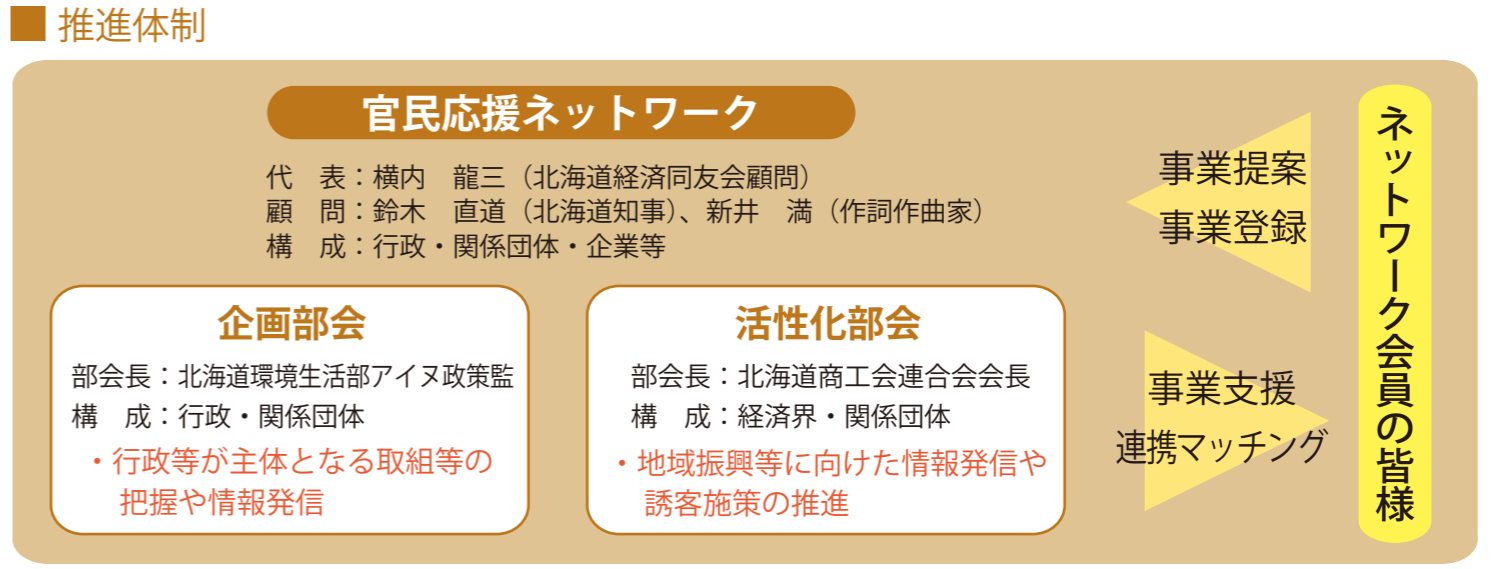 ■ 推進体制
官民応援ネットワーク
代　表：横内　龍三（北海道経済同友会顧問）
顧　問：鈴木　直道（北海道知事）、新井　満（作詞作曲家）
構　成：行政・関係団体・企業等
企画部会
部会長：北海道環境生活部アイヌ政策監
構　成：行政・関係団体
・行政等が主体となる取組等の
把握や情報発信
活性化部会
部会長：北海道商工会連合会会長
構　成：経済界・関係団体
・地域振興等に向けた情報発信や
誘客施策の推進
事業提案
事業登録
事業支援
連携マッチング
ネットワーク会員の皆様